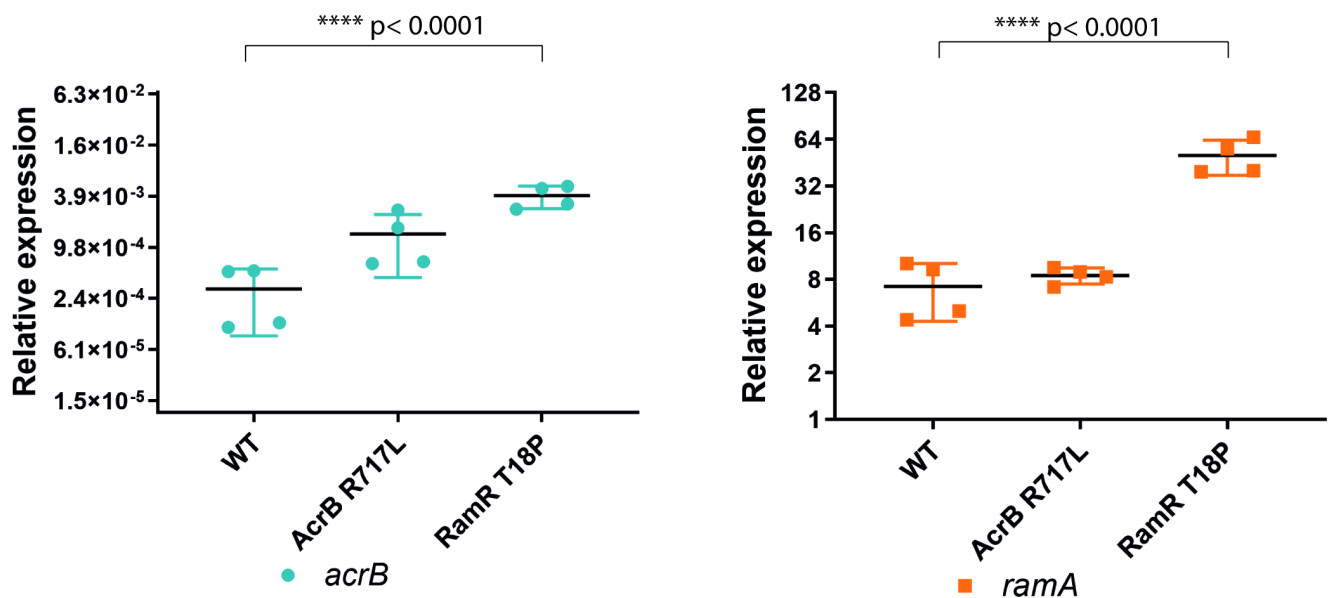 **** p< 0.0001
Relative expression
6.3×10⁻²
1.6×10⁻²
3.9×10⁻³
9.8×10⁻⁴
2.4×10⁻⁴
6.1×10⁻⁵
1.5×10⁻⁵
WT
AcrB R717L
RamR T18P
acrB
**** p< 0.0001
Relative expression
128
64
32
16
8
4
2
1
WT
AcrB R717L
RamR T18P
ramA